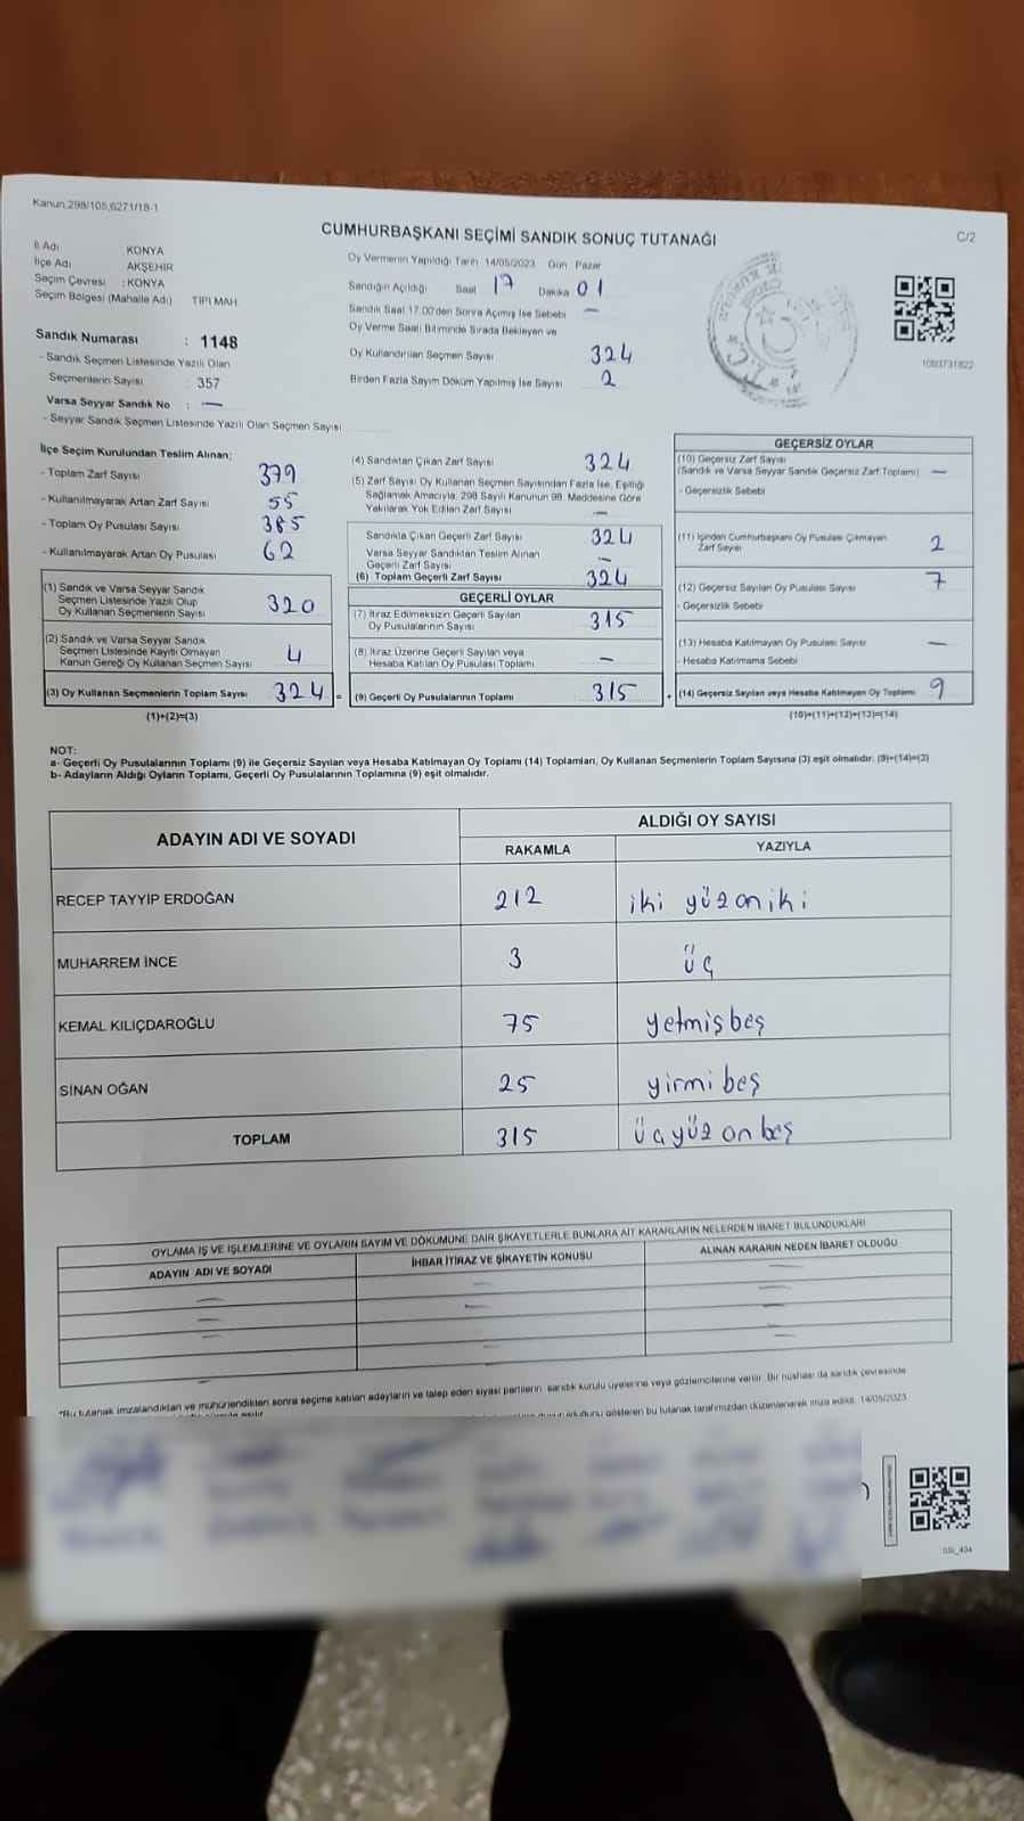 Kanun.298/105,6271/18-1
CUMHURBAŞKANI SEÇİMİ SANDIK SONUÇ TUTANAĞI
C/2
İl Adı KONYA
İlçe Adı AKŞEHİR
Seçim Çevresi : KONYA
Seçim Bölgesi (Mahalle Adı) TIPI MAH
Sandık Numarası : 1148
- Sandık Seçmen Listesinde Yazılı Olan
Seçmenlerin Sayısı 357
Varsa Seyyar Sandık No : —
- Seyyar Sandık Seçmen Listesinde Yazılı Olan Seçmen Sayısı
Oy Vermenin Yapıldığı Tarih 14/05/2023 Gün Pazar
Sandığın Açıldığı Saat 17 Dakika 01
Sandık Saat 17.00'den Sonra Açmış İse Sebebi —
Oy Verme Saati Bitiminde Sırada Bekleyen ve
Oy Kullandırılan Seçmen Sayısı 324
Birden Fazla Sayım Döküm Yapılmış İse Sayısı 2
1093731822
İlçe Seçim Kurulundan Teslim Alınan;
- Toplam Zarf Sayısı 379
- Kullanılmayarak Artan Zarf Sayısı 55
- Toplam Oy Pusulası Sayısı 385
- Kullanılmayarak Artan Oy Pusulası 62
(1) Sandık ve Varsa Seyyar Sandık
Seçmen Listesinde Yazılı Olup
Oy Kullanan Seçmenlerin Sayısı 320
(2) Sandık ve Varsa Seyyar Sandık
Seçmen Listesinde Kayıtlı Olmayan
Kanun Gereği Oy Kullanan Seçmen Sayısı 4
(3) Oy Kullanan Seçmenlerin Toplam Sayısı 324 =
(1)+(2)=(3)
(4) Sandıktan Çıkan Zarf Sayısı 324
(5) Zarf Sayısı Oy Kullanan Seçmen Sayısından Fazla İse, Eşitliği
Sağlamak Amacıyla, 298 Sayılı Kanunun 98. Maddesine Göre
Yakılarak Yok Edilen Zarf Sayısı —
Sandıkta Çıkan Geçerli Zarf Sayısı 324
Varsa Seyyar Sandıktan Teslim Alınan
Geçerli Zarf Sayısı —
(6) Toplam Geçerli Zarf Sayısı 324
GEÇERLİ OYLAR
(7) İtiraz Edilmeksizin Geçerli Sayılan
Oy Pusulalarının Sayısı 315
(8) İtiraz Üzerine Geçerli Sayılan veya
Hesaba Katılan Oy Pusulası Toplamı —
(9) Geçerli Oy Pusulalarının Toplamı 315 +
GEÇERSİZ OYLAR
(10) Geçersiz Zarf Sayısı
(Sandık ve Varsa Seyyar Sandık Geçersiz Zarf Toplamı) —
- Geçersizlik Sebebi
(11) İçinden Cumhurbaşkanı Oy Pusulası Çıkmayan
Zarf Sayısı 2
(12) Geçersiz Sayılan Oy Pusulası Sayısı 7
- Geçersizlik Sebebi
(13) Hesaba Katılmayan Oy Pusulası Sayısı —
- Hesaba Katılmama Sebebi
(14) Geçersiz Sayılan veya Hesaba Katılmayan Oy Toplamı 9
(10)+(11)+(12)+(13)=(14)
NOT:
a- Geçerli Oy Pusulalarının Toplamı (9) ile Geçersiz Sayılan veya Hesaba Katılmayan Oy Toplamı (14) Toplamları, Oy Kullanan Seçmenlerin Toplam Sayısına (3) eşit olmalıdır. (9)+(14)=(3)
b- Adayların Aldığı Oyların Toplamı, Geçerli Oy Pusulalarının Toplamına (9) eşit olmalıdır.
ADAYIN ADI VE SOYADI ALDIĞI OY SAYISI
RAKAMLA YAZIYLA
RECEP TAYYİP ERDOĞAN 212 iki yüz on iki
MUHARREM İNCE 3 üç
KEMAL KILIÇDAROĞLU 75 yetmiş beş
SİNAN OĞAN 25 yirmi beş
TOPLAM 315 üçyüz on beş
OYLAMA İŞ VE İŞLEMLERİNE VE OYLARIN SAYIM VE DÖKÜMÜNE DAİR ŞİKAYETLERLE BUNLARA AİT KARARLARIN NELERDEN İBARET BULUNDUKLARI
ADAYIN ADI VE SOYADI İHBAR İTİRAZ VE ŞİKAYETİN KONUSU ALINAN KARARIN NEDEN İBARET OLDUĞU
*Bu tutanak imzalandıktan ve mühürlendikten sonra seçime katılan adayların ve talep eden siyasi partilerin sandık kurulu üyelerine veya gözlemcilerine verilir. Bir nüshası da sandık çevresinde
olduğunu gösteren bu tutanak tarafımızdan düzenlenerek imza edildi. 14/05/2023